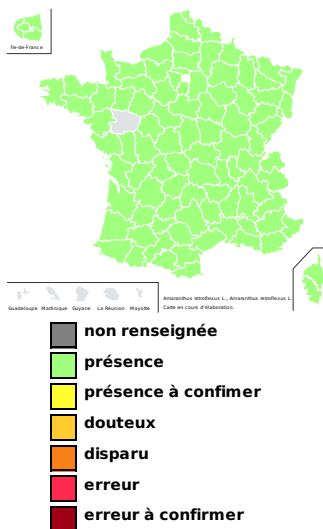 Île-de-France
Amaranthus retroflexus L., Amaranthus retroflexus L.
Carte en cours d'élaboration.
Guadeloupe Martinique Guyane La Réunion Mayotte
non renseignée
présence
présence à confimer
douteux
disparu
erreur
erreur à confirmer